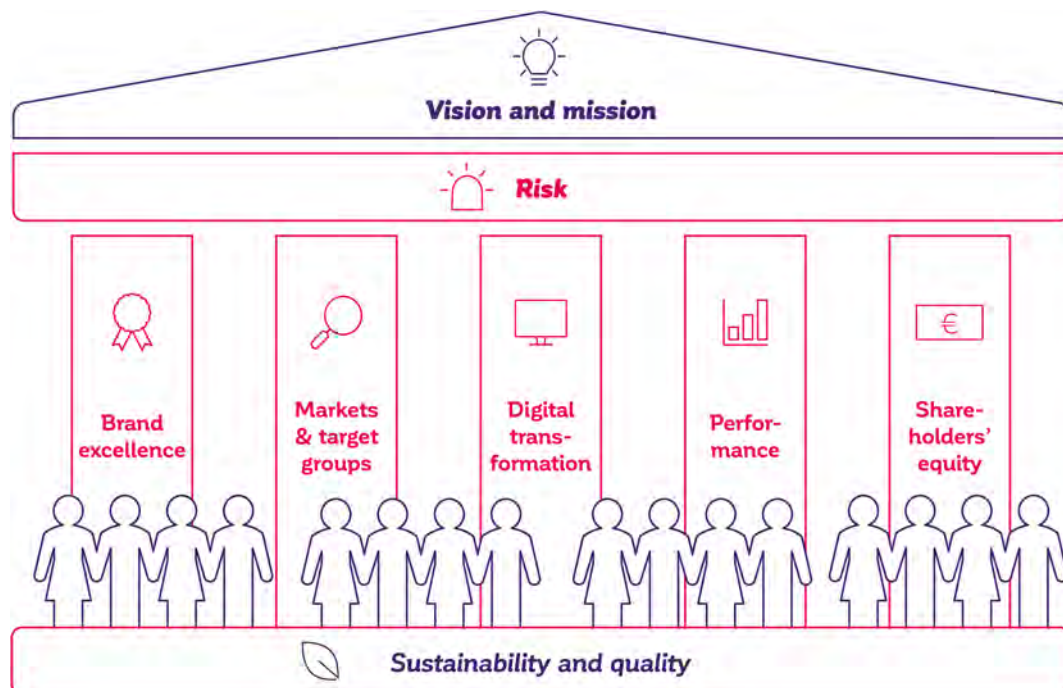 Vision and mission
Risk
Brand
excellence
Markets
& target
groups
Digital
trans-
formation
Perfor-
mance
Share-
holders’
equity
€
Sustainability and quality